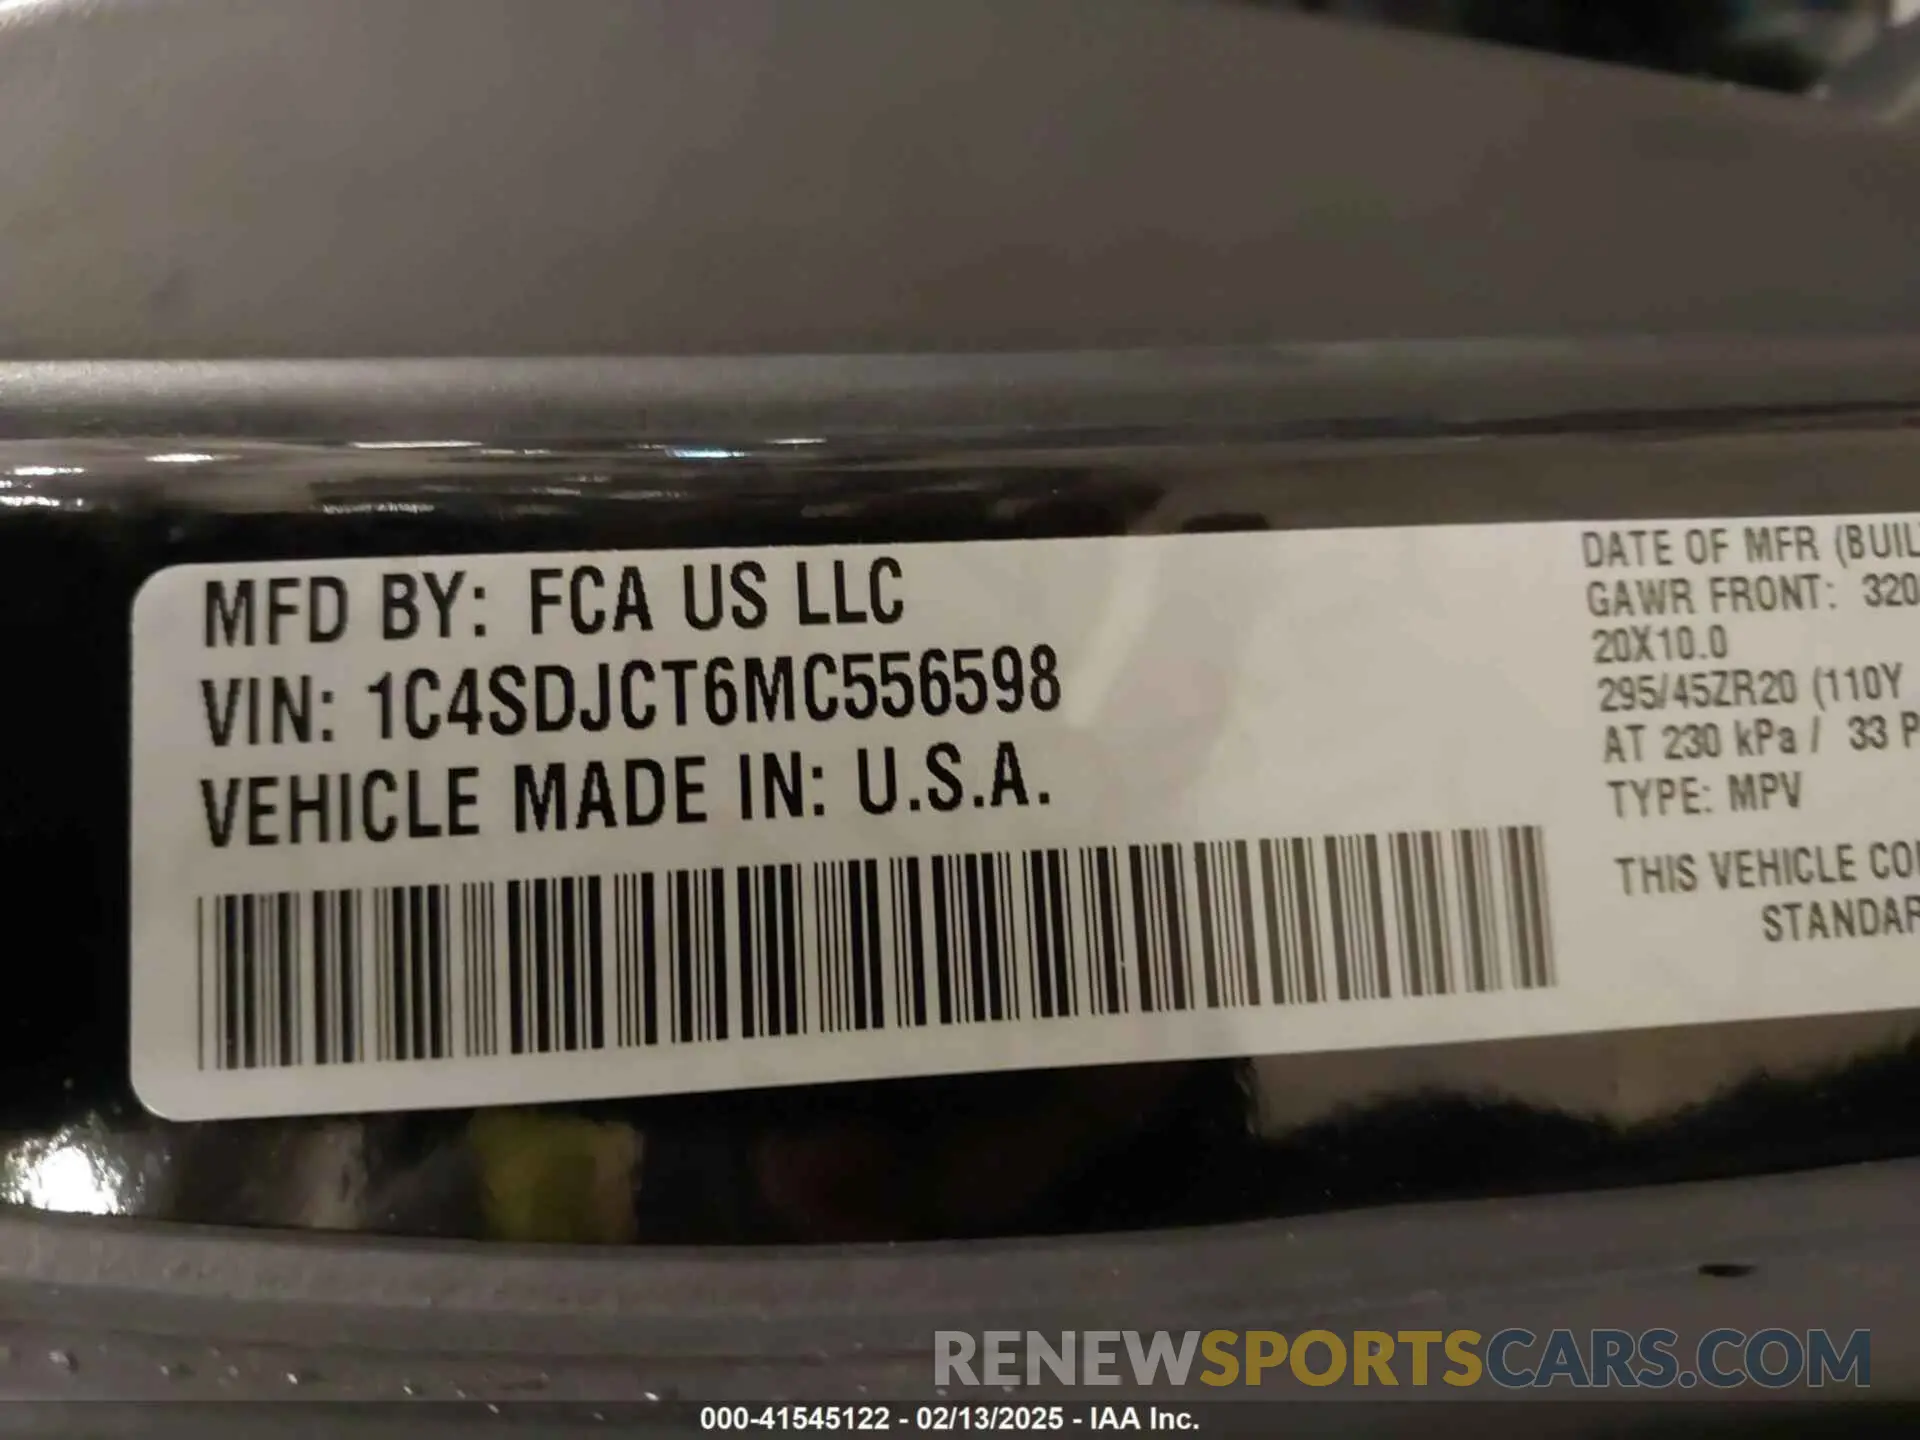 MFD BY: FCA US LLC
VIN: 1C4SDJCT6MC556598
VEHICLE MADE IN: U.S.A.
DATE OF MFR (BUIL
GAWR FRONT: 320
20X10.0
295/45ZR20 (110Y
AT 230 kPa / 33 P
TYPE: MPV
THIS VEHICLE CO
STANDAR
RENEWSPORTSCARS.COM
000-41545122 - 02/13/2025 - IAA Inc.